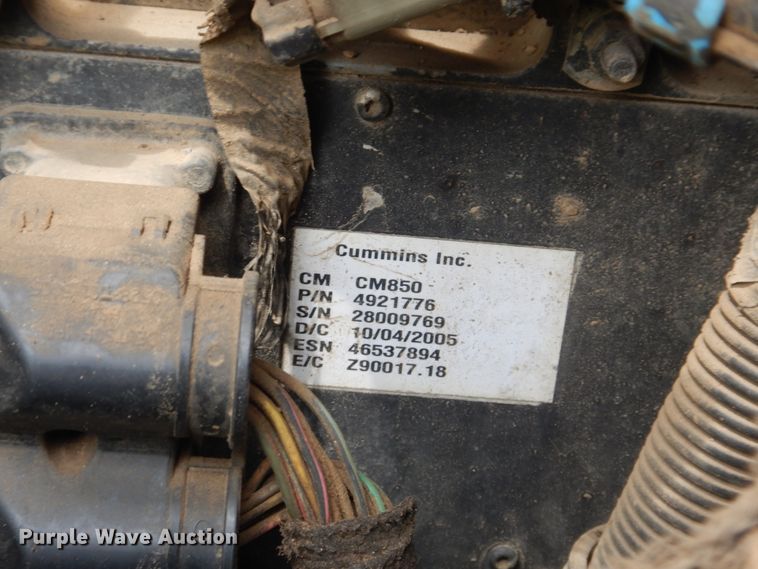 Cummins Inc.
CM CM850
P/N 4921776
S/N 28009769
D/C 10/04/2005
ESN 46537894
E/C Z90017.18
Purple Wave Auction®